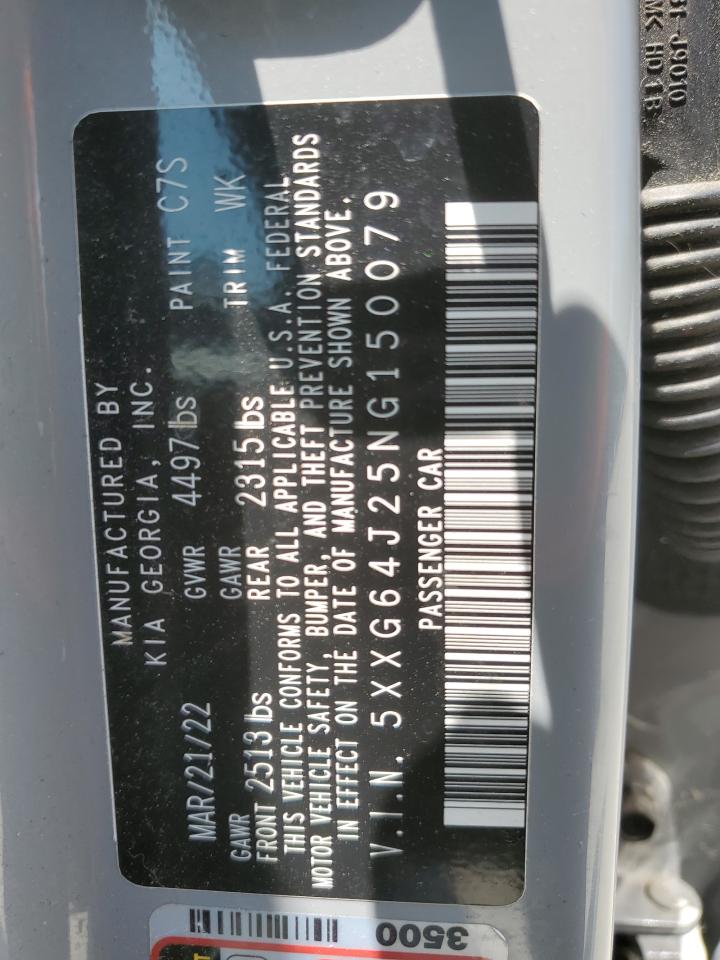 MANUFACTURED BY
KIA GEORGIA, INC.
MAR/21/22 GVWR 4497 lbs PAINT C7S
GAWR GAWR TRIM WK
FRONT 2513 lbs REAR 2315 lbs
THIS VEHICLE CONFORMS TO ALL APPLICABLE U.S.A. FEDERAL
MOTOR VEHICLE SAFETY, BUMPER, AND THEFT PREVENTION STANDARDS
IN EFFECT ON THE DATE OF MANUFACTURE SHOWN ABOVE.
V.I.N. 5XXG64J25NG150079
PASSENGER CAR
3500
J9010
HD1B